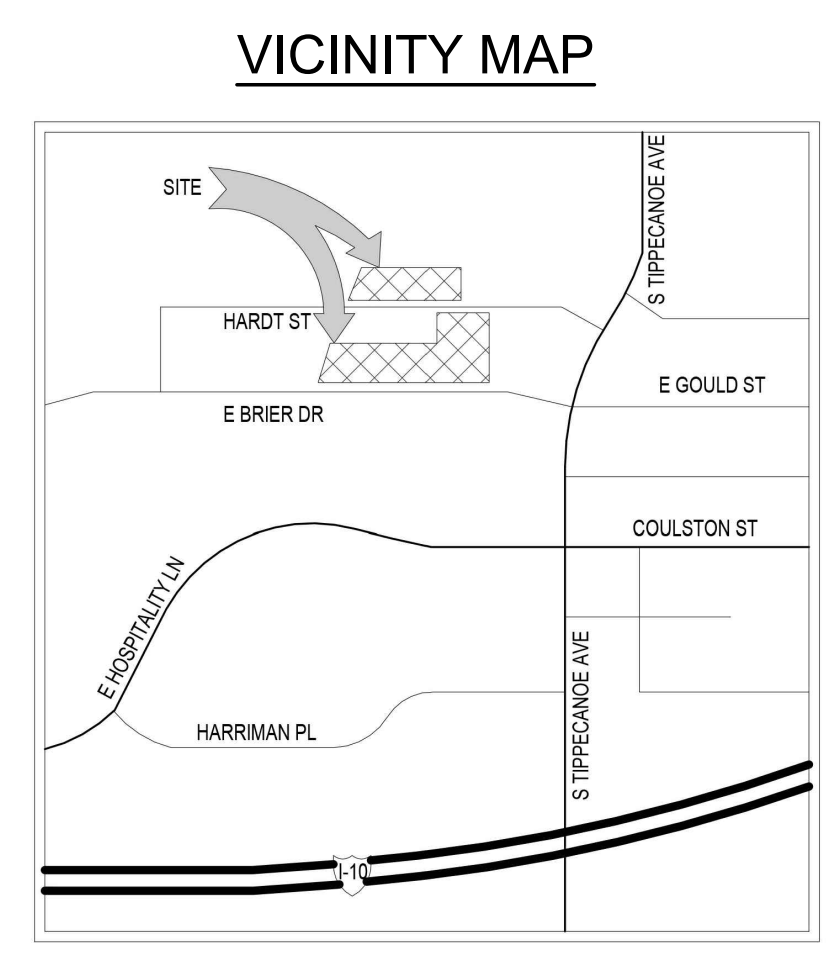 VICINITY MAP
SITE
S TIPPECANOE AVE
HARDT ST
E GOULD ST
E BRIER DR
COULSTON ST
E HOSPITALITY LN
S TIPPECANOE AVE
HARRIMAN PL
I-10